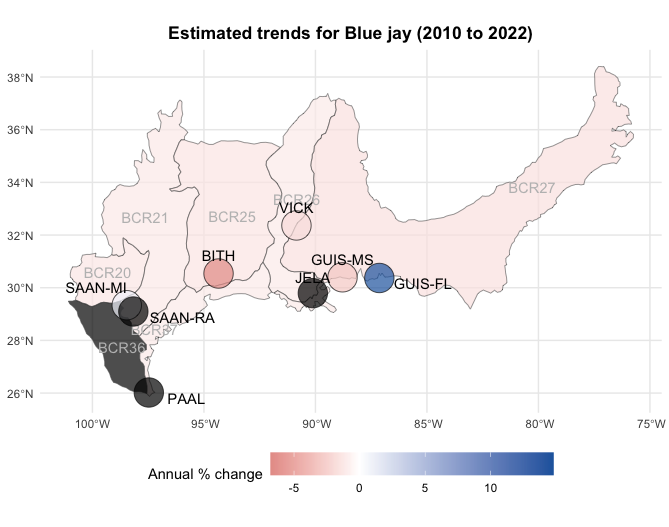 Estimated trends for Blue jay (2010 to 2022)
38°N
36°N
34°N
32°N
30°N
28°N
26°N
BCR27
BCR26
VICK
BCR21
BCR25
BITH
GUIS-MS
BCR20
JELA
GUIS-FL
SAAN-MI
SAAN-RA
BCR37
BCR36
PAAL
100°W
95°W
90°W
85°W
80°W
75°W
Annual % change
-5
0
5
10